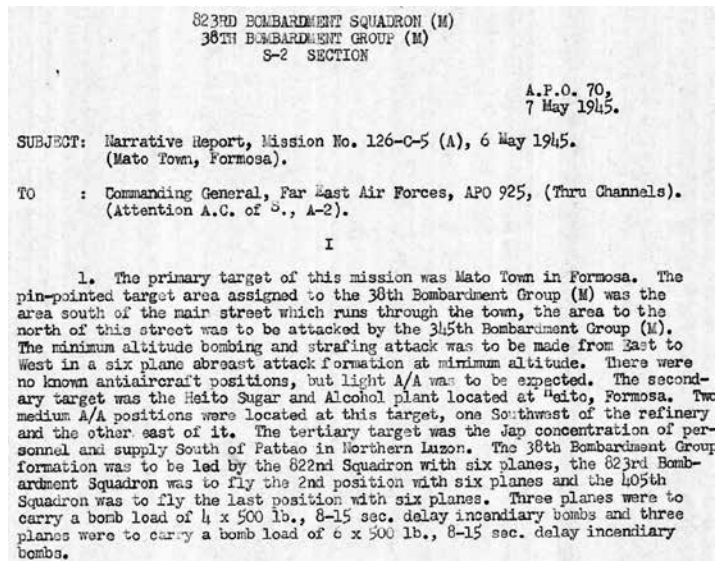 823RD BOMBARDMENT SQUADRON (M)
38TH BOMBARDMENT GROUP (M)
S-2 SECTION
A.P.O. 70,
7 May 1945.
SUBJECT: Narrative Report, Mission No. 126-C-5 (A), 6 May 1945.
(Mato Town, Formosa).
TO : Commanding General, Far East Air Forces, APO 925, (Thru Channels).
(Attention A.C. of S., A-2).
I
1. The primary target of this mission was Mato Town in Formosa. The
pin-pointed target area assigned to the 38th Bombardment Group (M) was the
area south of the main street which runs through the town, the area to the
north of this street was to be attacked by the 345th Bombardment Group (M).
The minimum altitude bombing and strafing attack was to be made from East to
West in a six plane abreast attack formation at minimum altitude. There were
no known antiaircraft positions, but light A/A was to be expected. The second-
ary target was the Heito Sugar and Alcohol plant located at Heito, Formosa. Two
medium A/A positions were located at this target, one Southwest of the refinery
and the other east of it. The tertiary target was the Jap concentration of per-
sonnel and supply South of Pattao in Northern Luzon. The 38th Bombardment Group
formation was to be led by the 822nd Squadron with six planes, the 823rd Bomb-
ardment Squadron was to fly the 2nd position with six planes and the 405th
Squadron was to fly the last position with six planes. Three planes were to
carry a bomb load of 4 x 500 lb., 8-15 sec. delay incendiary bombs and three
planes were to carry a bomb load of 6 x 500 lb., 8-15 sec. delay incendiary
bombs.